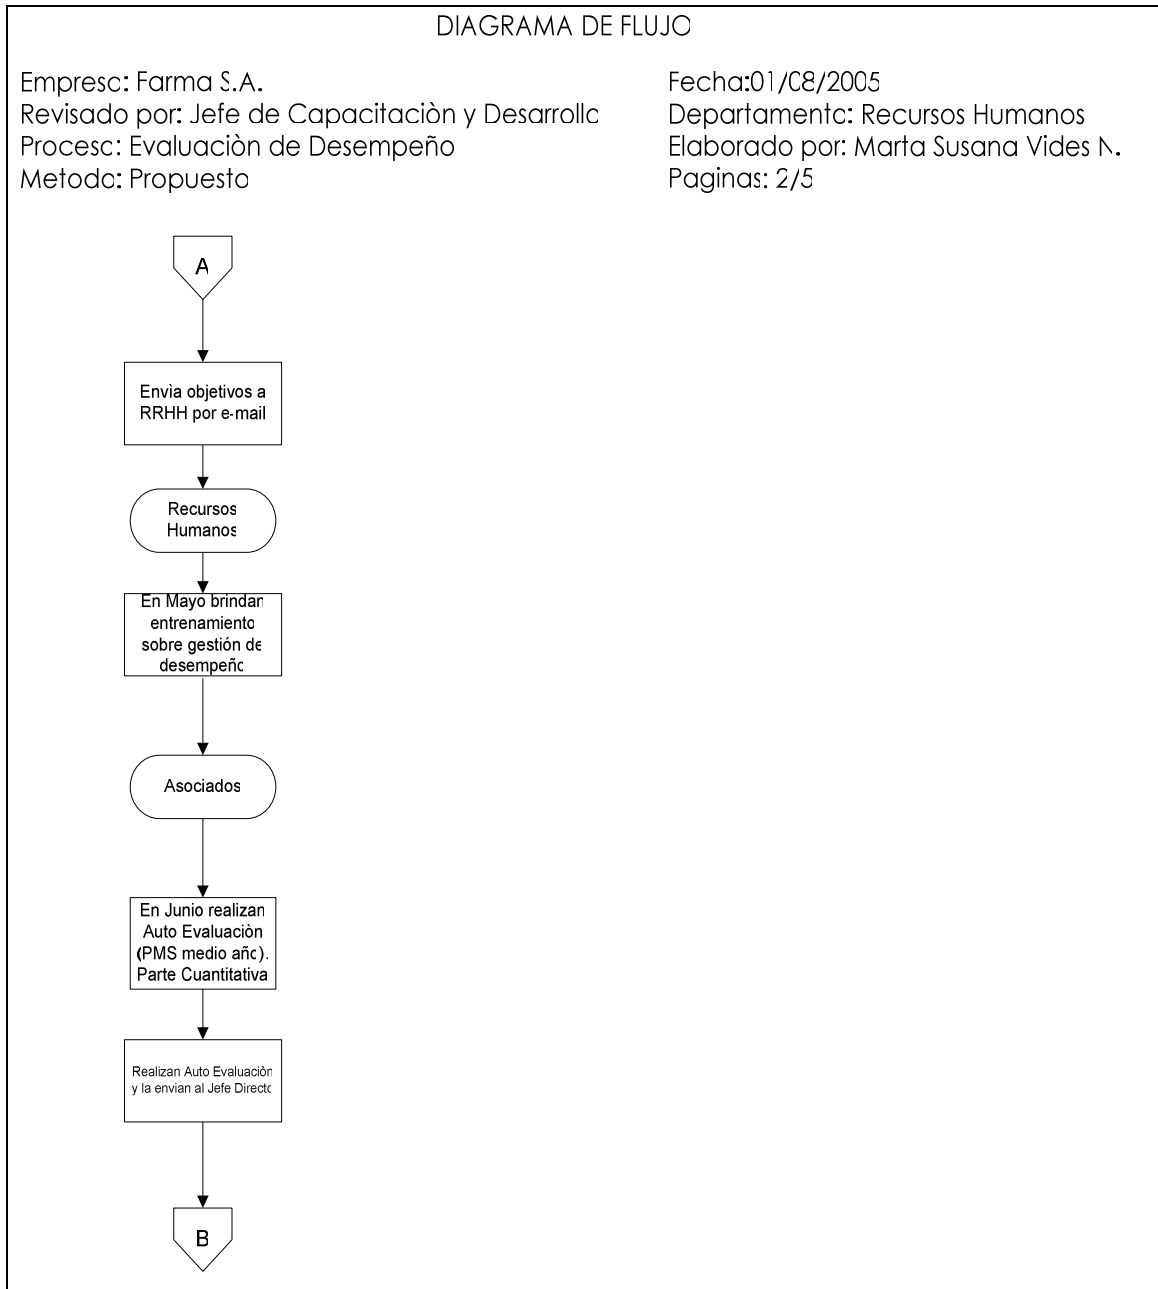 DIAGRAMA DE FLUJO
Empresa: Farma S.A.
Revisado por: Jefe de Capacitaciòn y Desarrollo
Proceso: Evaluaciòn de Desempeño
Metodo: Propuesto
Fecha:01/08/2005
Departamento: Recursos Humanos
Elaborado por: Marta Susana Vides N.
Paginas: 2/5
A
Envìa objetivos a
RRHH por e-mail
Recursos
Humanos
En Mayo brindan
entrenamiento
sobre gestión de
desempeño
Asociados
En Junio realizan
Auto Evaluaciòn
(PMS medio año).
Parte Cuantitativa
Realizan Auto Evaluaciòn
y la envian al Jefe Directo
B